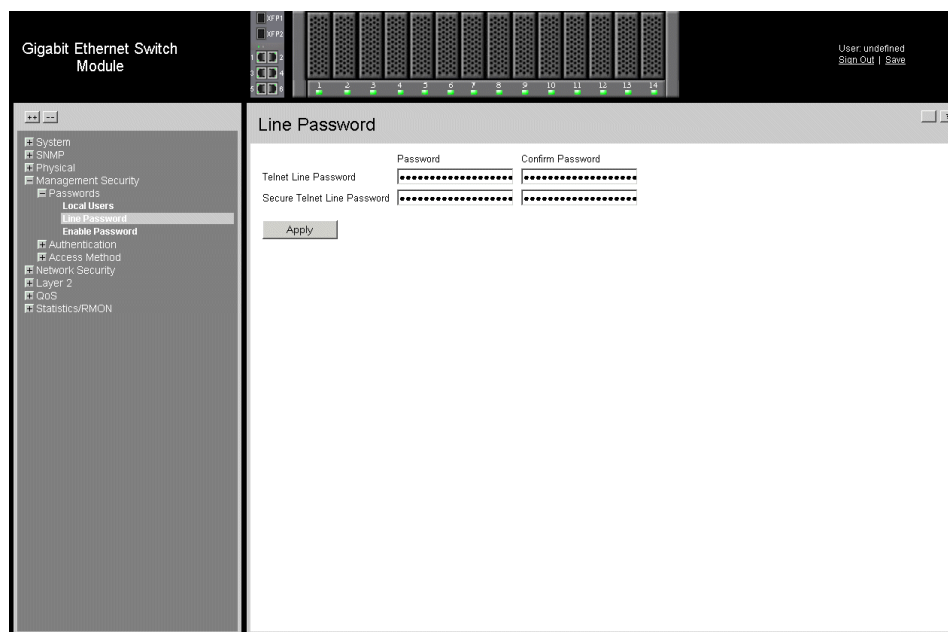 Gigabit Ethernet Switch
Module
XFP1
XFP2
1 2
3 4
5 6
1 2 3 4 5 6 7 8 9 10 11 12 13 14
User: undefined
Sign Out | Save
++ --
System
SNMP
Physical
Management Security
Passwords
Local Users
Line Password
Enable Password
Authentication
Access Method
Network Security
Layer 2
QoS
Statistics/RMON
Line Password
Password Confirm Password
Telnet Line Password
Secure Telnet Line Password
Apply